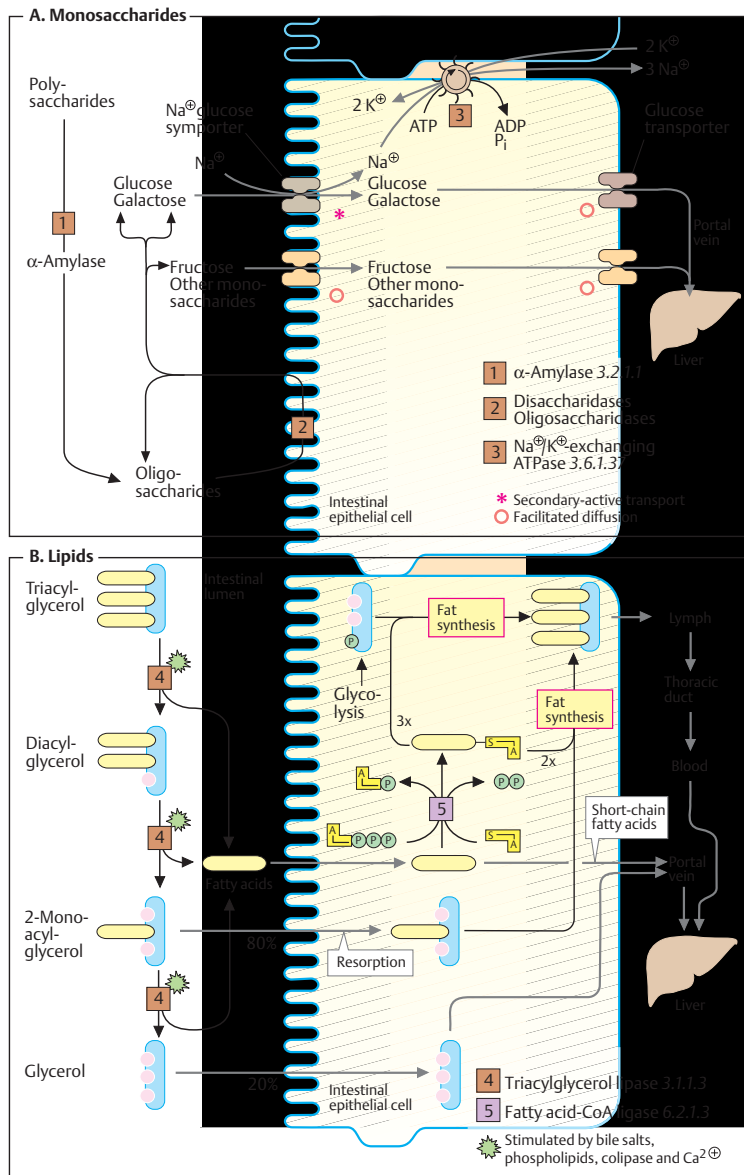 A. Monosaccharides
Poly-
saccharides
1
α-Amylase
Oligo-
saccharides
Glucose
Galactose
Fructose
Other mono-
saccharides
Na⊕glucose
symporter
Na⊕
2
2 K⊕
ATP
3
ADP
Pi
2 K⊕
3 Na⊕
Na⊕
Glucose
Galactose
*
Fructose
Other mono-
saccharides
Glucose
transporter
Portal
vein
Liver
1 α-Amylase 3.2.1.1
2 Disaccharidases
Oligosaccharidases
3 Na⊕/K⊕-exchanging
ATPase 3.6.1.37
* Secondary-active transport
Facilitated diffusion
Intestinal
epithelial cell
B. Lipids
Triacyl-
glycerol
Intestinal
lumen
4
Diacyl-
glycerol
4
Fatty acids
2-Mono-
acyl-
glycerol
80%
Resorption
4
Glycerol
20%
P
Glyco-
lysis
Fat
synthesis
3x
S
A
2x
Fat
synthesis
A
P
P P
5
A
P P P
S
A
Short-chain
fatty acids
Lymph
Thoracic
duct
Blood
Portal
vein
Liver
Intestinal
epithelial cell
4 Triacylglycerol lipase 3.1.1.3
5 Fatty acid-CoA ligase 6.2.1.3
Stimulated by bile salts,
phospholipids, colipase and Ca2⊕